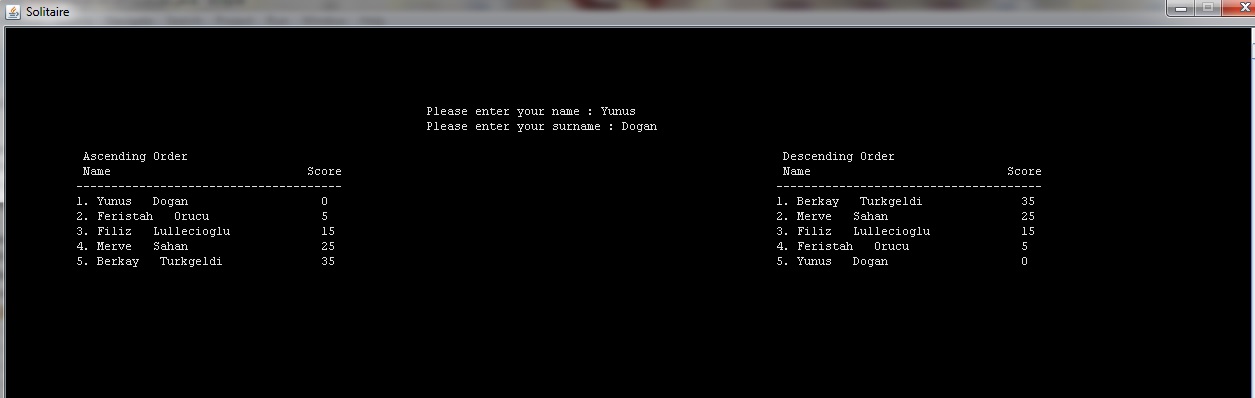 Solitaire
Please enter your name : Yunus
Please enter your surname : Dogan
Ascending Order
Name Score
--------------------------------------
1. Yunus Dogan 0
2. Feristah Orucu 5
3. Filiz Lullecioglu 15
4. Merve Sahan 25
5. Berkay Turkgeldi 35
Descending Order
Name Score
--------------------------------------
1. Berkay Turkgeldi 35
2. Merve Sahan 25
3. Filiz Lullecioglu 15
4. Feristah Orucu 5
5. Yunus Dogan 0